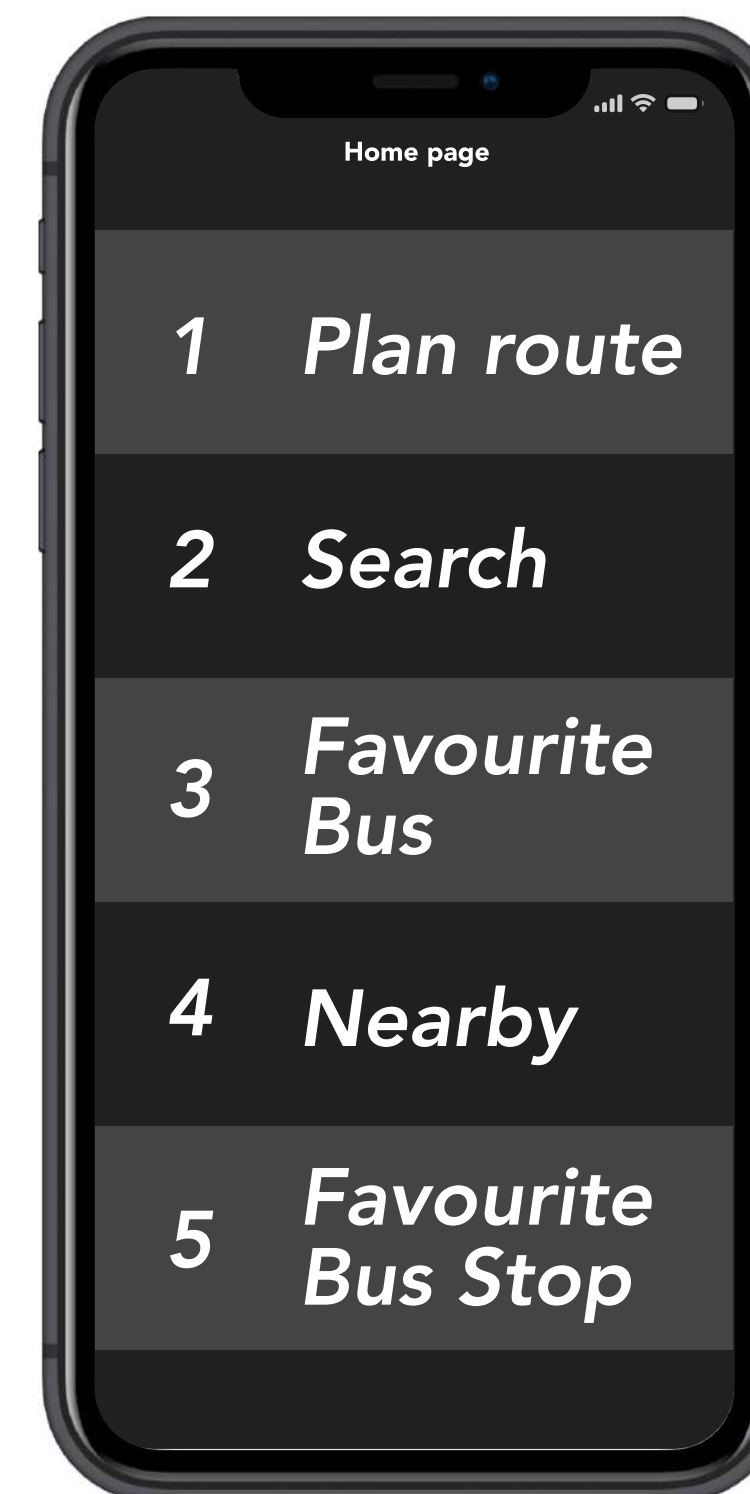 Home page
1 Plan route
2 Search
3 Favourite
Bus
4 Nearby
5 Favourite
Bus Stop